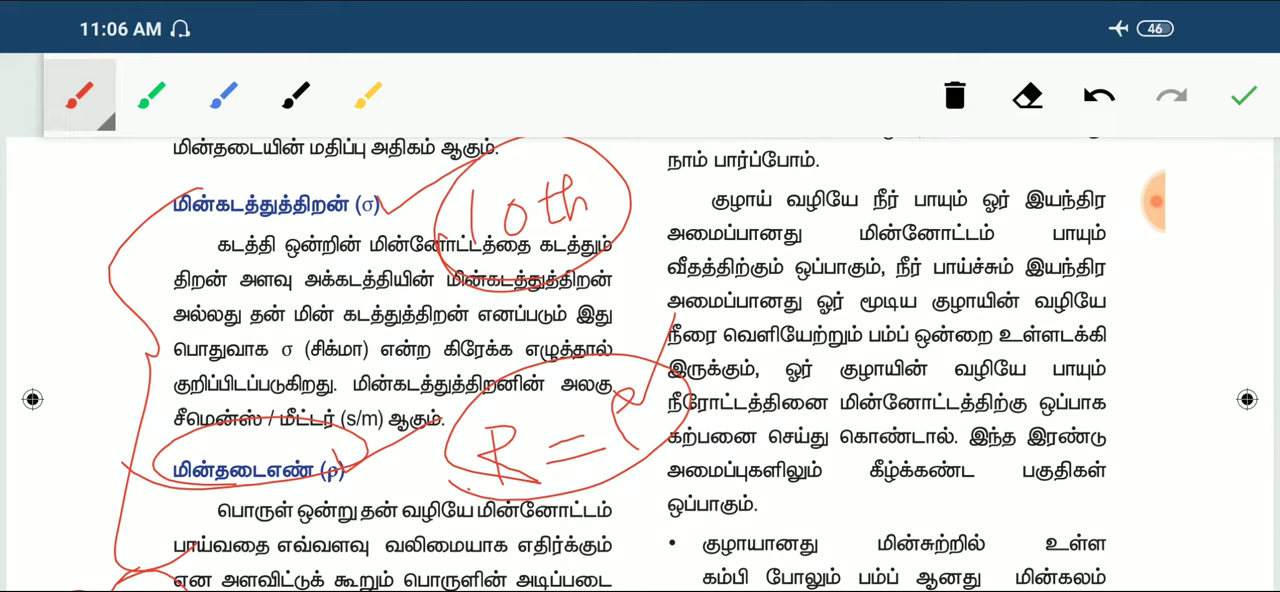 11:06 AM
46
மின்தடையின் மதிப்பு அதிகம் ஆகும்.
மின்கடத்துத்திறன் (σ)
10th
கடத்தி ஒன்றின் மின்னோட்டத்தை கடத்தும்
திறன் அளவு அக்கடத்தியின் மின்கடத்துத்திறன்
அல்லது தன் மின் கடத்துத்திறன் எனப்படும் இது
பொதுவாக σ (சிக்மா) என்ற கிரேக்க எழுத்தால்
குறிப்பிடப்படுகிறது. மின்கடத்துத்திறனின் அலகு
சீமென்ஸ் / மீட்டர் (s/m) ஆகும்.
R =
மின்தடைஎண் (ρ)
பொருள் ஒன்று தன் வழியே மின்னோட்டம்
பாய்வதை எவ்வளவு வலிமையாக எதிர்க்கும்
என அளவிட்டுக் கூறும் பொருளின் அடிப்படை
நாம் பார்ப்போம்.
குழாய் வழியே நீர் பாயும் ஓர் இயந்திர
அமைப்பானது மின்னோட்டம் பாயும்
வீதத்திற்கும் ஒப்பாகும், நீர் பாய்ச்சும் இயந்திர
அமைப்பானது ஓர் மூடிய குழாயின் வழியே
நீரை வெளியேற்றும் பம்ப் ஒன்றை உள்ளடக்கி
இருக்கும், ஓர் குழாயின் வழியே பாயும்
நீரோட்டத்தினை மின்னோட்டத்திற்கு ஒப்பாக
கற்பனை செய்து கொண்டால். இந்த இரண்டு
அமைப்புகளிலும் கீழ்க்கண்ட பகுதிகள்
ஒப்பாகும்.
• குழாயானது மின்சுற்றில் உள்ள
கம்பி போலும் பம்ப் ஆனது மின்கலம்